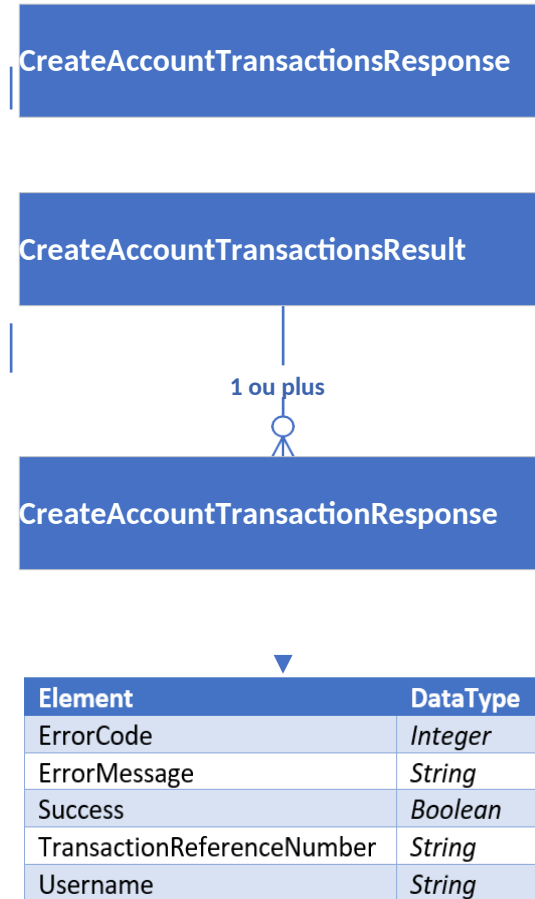 CreateAccountTransactionsResponse
CreateAccountTransactionsResult
1 ou plus
CreateAccountTransactionResponse
Element DataType
ErrorCode Integer
ErrorMessage String
Success Boolean
TransactionReferenceNumber String
Username String